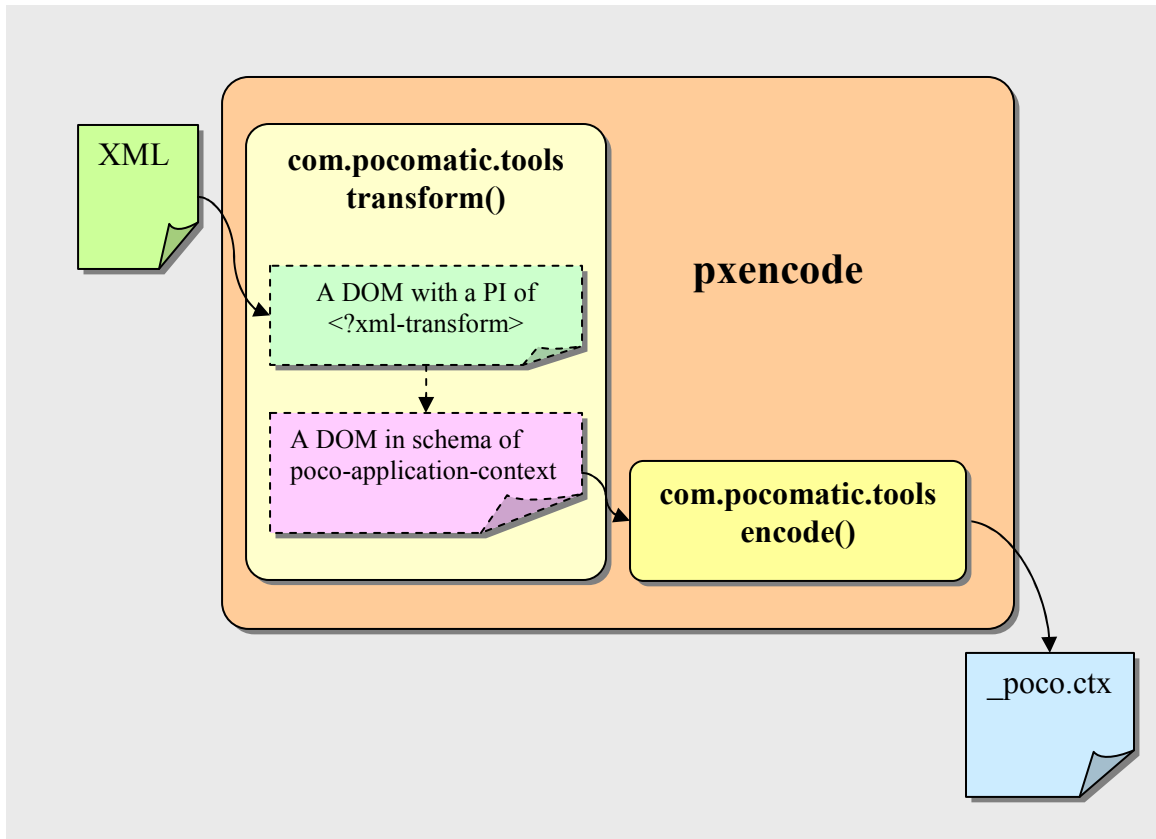 XML
com.pocomatic.tools
transform()
A DOM with a PI of
<?xml-transform>
A DOM in schema of
poco-application-context
pxencode
com.pocomatic.tools
encode()
_poco.ctx